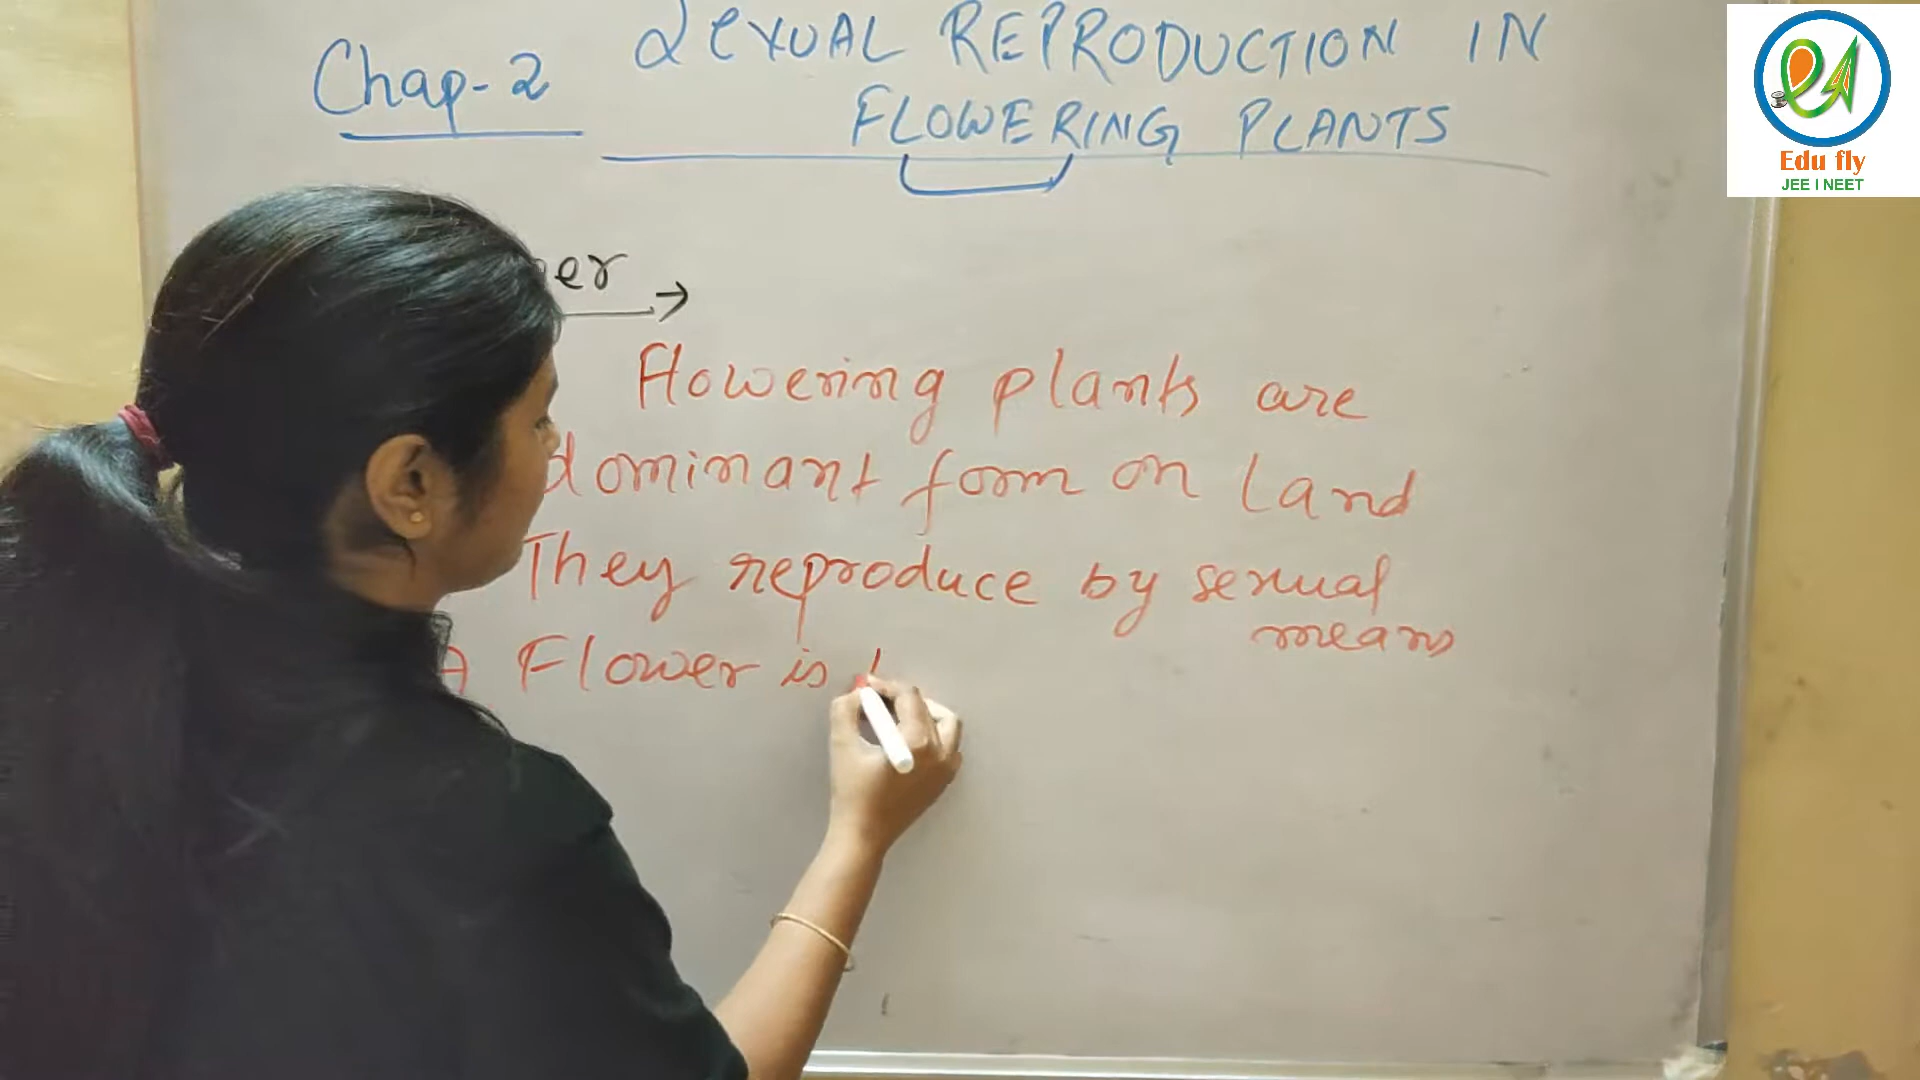 Chap-2 SEXUAL REPRODUCTION IN
FLOWERING PLANTS
Flowering plants are
dominant form on Land
They reproduce by sexual
means
A Flower is
Edu fly
JEE I NEET